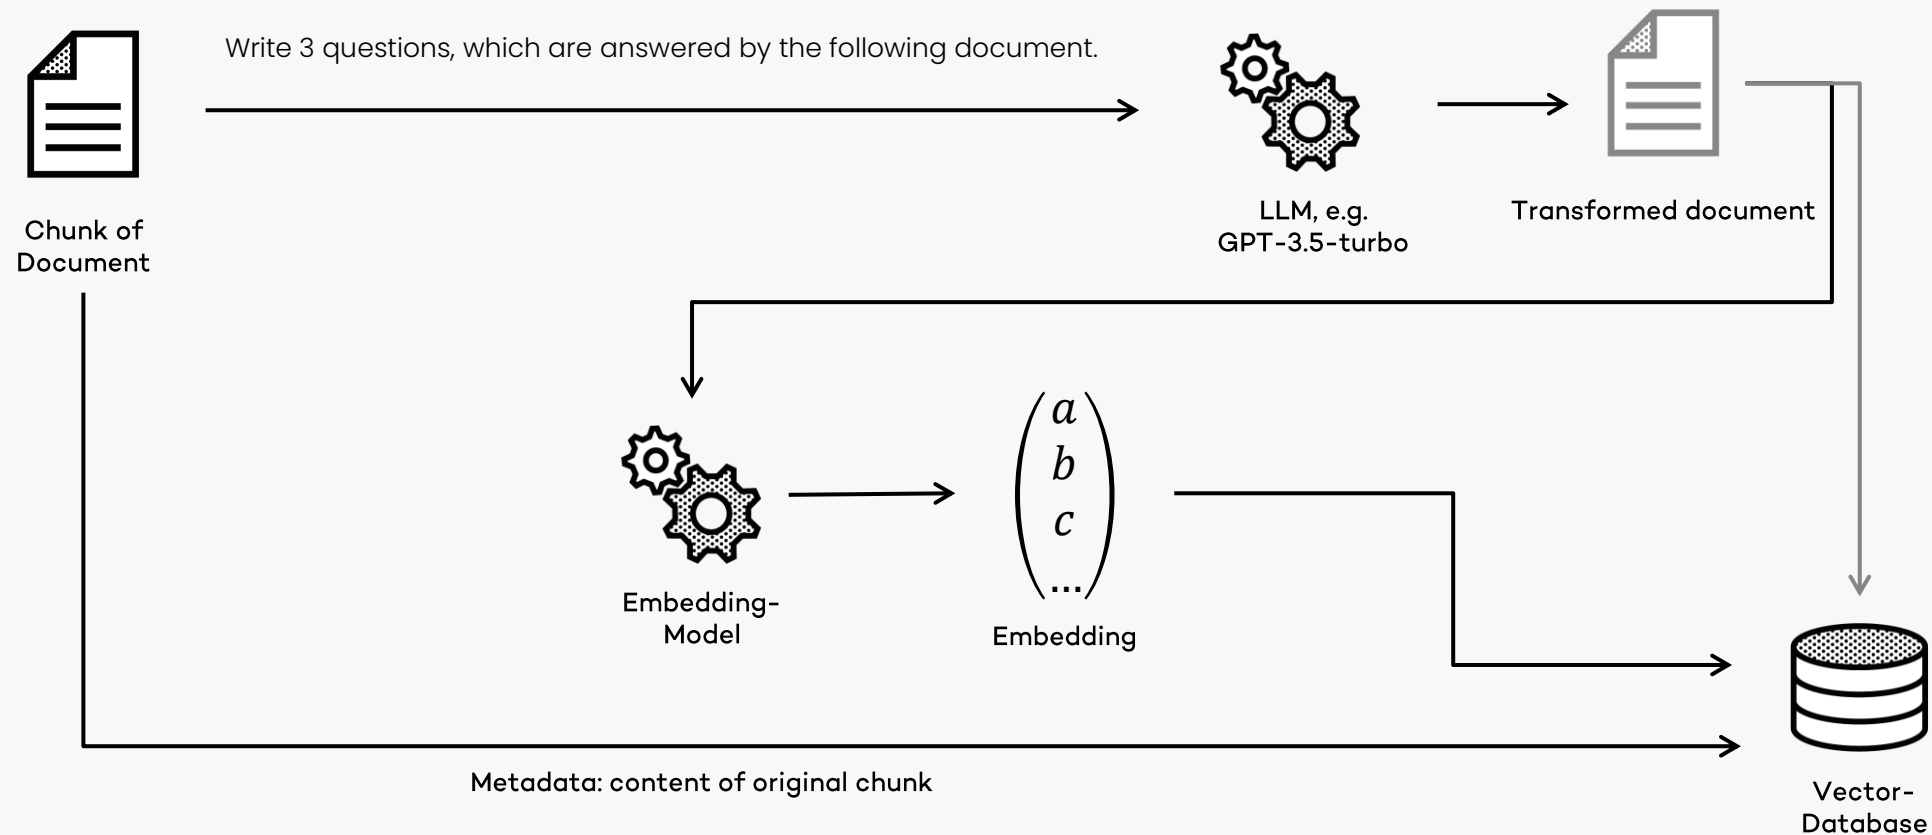 Write 3 questions, which are answered by the following document.
Chunk of
Document
LLM, e.g.
GPT-3.5-turbo
Transformed document
a
b
c
...
Embedding-
Model
Embedding
Metadata: content of original chunk
Vector-
Database